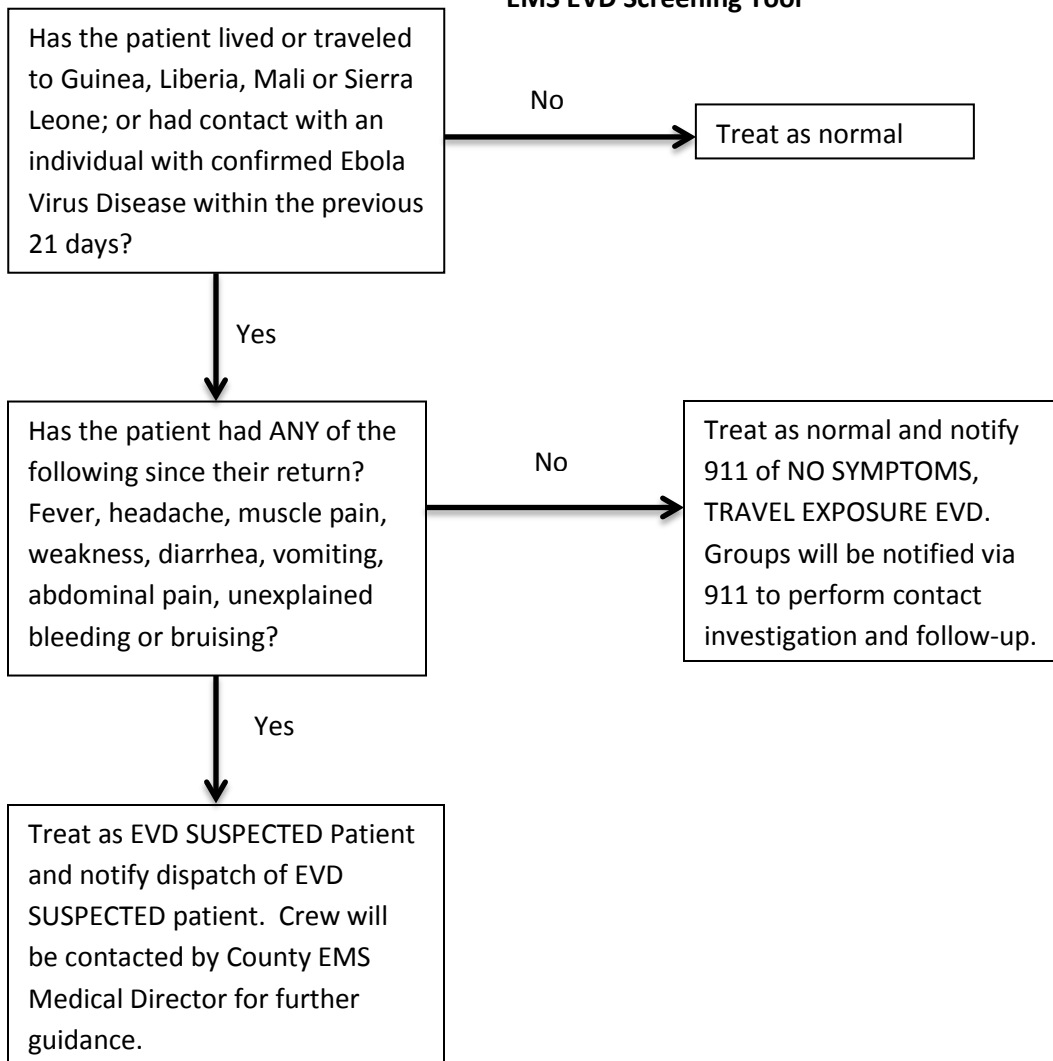 EMS EVD Screening Tool
Has the patient lived or traveled
to Guinea, Liberia, Mali or Sierra
Leone; or had contact with an
individual with confirmed Ebola
Virus Disease within the previous
21 days?
No
Treat as normal
Yes
Has the patient had ANY of the
following since their return?
Fever, headache, muscle pain,
weakness, diarrhea, vomiting,
abdominal pain, unexplained
bleeding or bruising?
No
Treat as normal and notify
911 of NO SYMPTOMS,
TRAVEL EXPOSURE EVD.
Groups will be notified via
911 to perform contact
investigation and follow-up.
Yes
Treat as EVD SUSPECTED Patient
and notify dispatch of EVD
SUSPECTED patient.  Crew will
be contacted by County EMS
Medical Director for further
guidance.